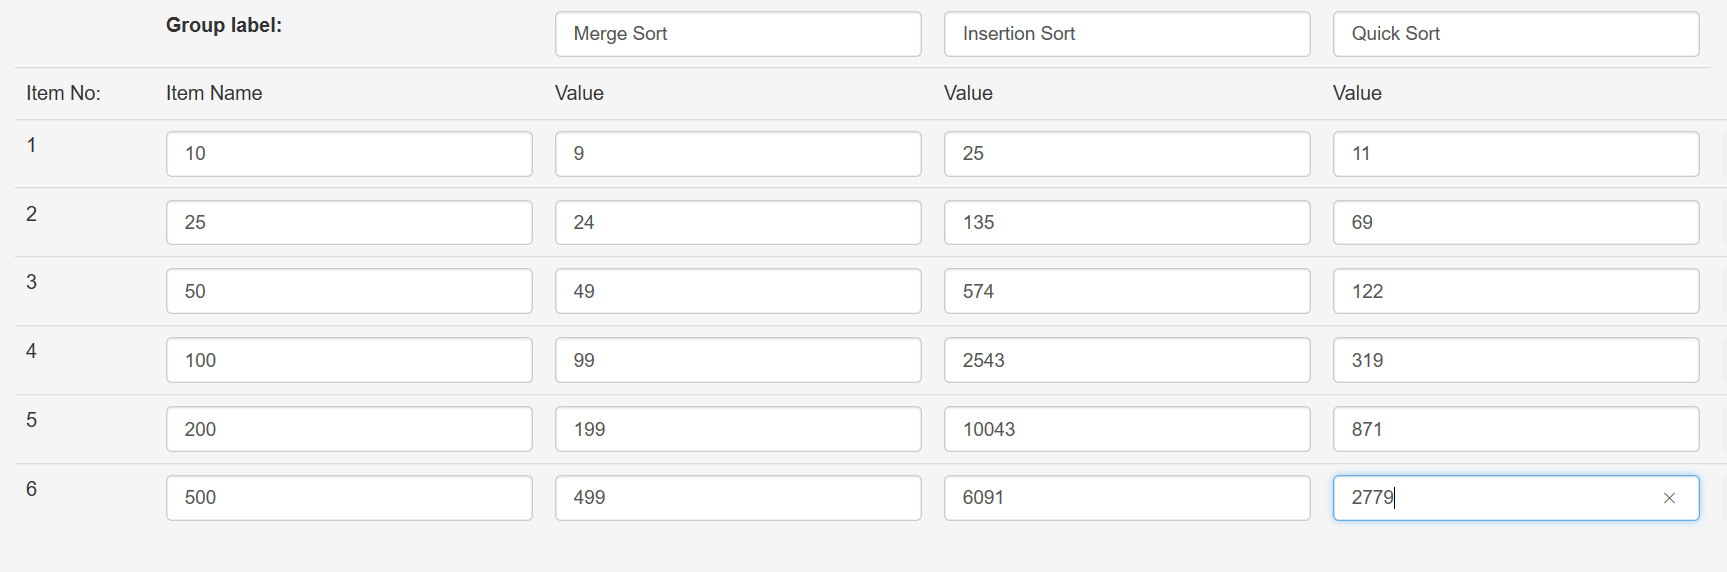 Group label: Merge Sort Insertion Sort Quick Sort
Item No: Item Name Value Value Value
1 10 9 25 11
2 25 24 135 69
3 50 49 574 122
4 100 99 2543 319
5 200 199 10043 871
6 500 499 6091 2779